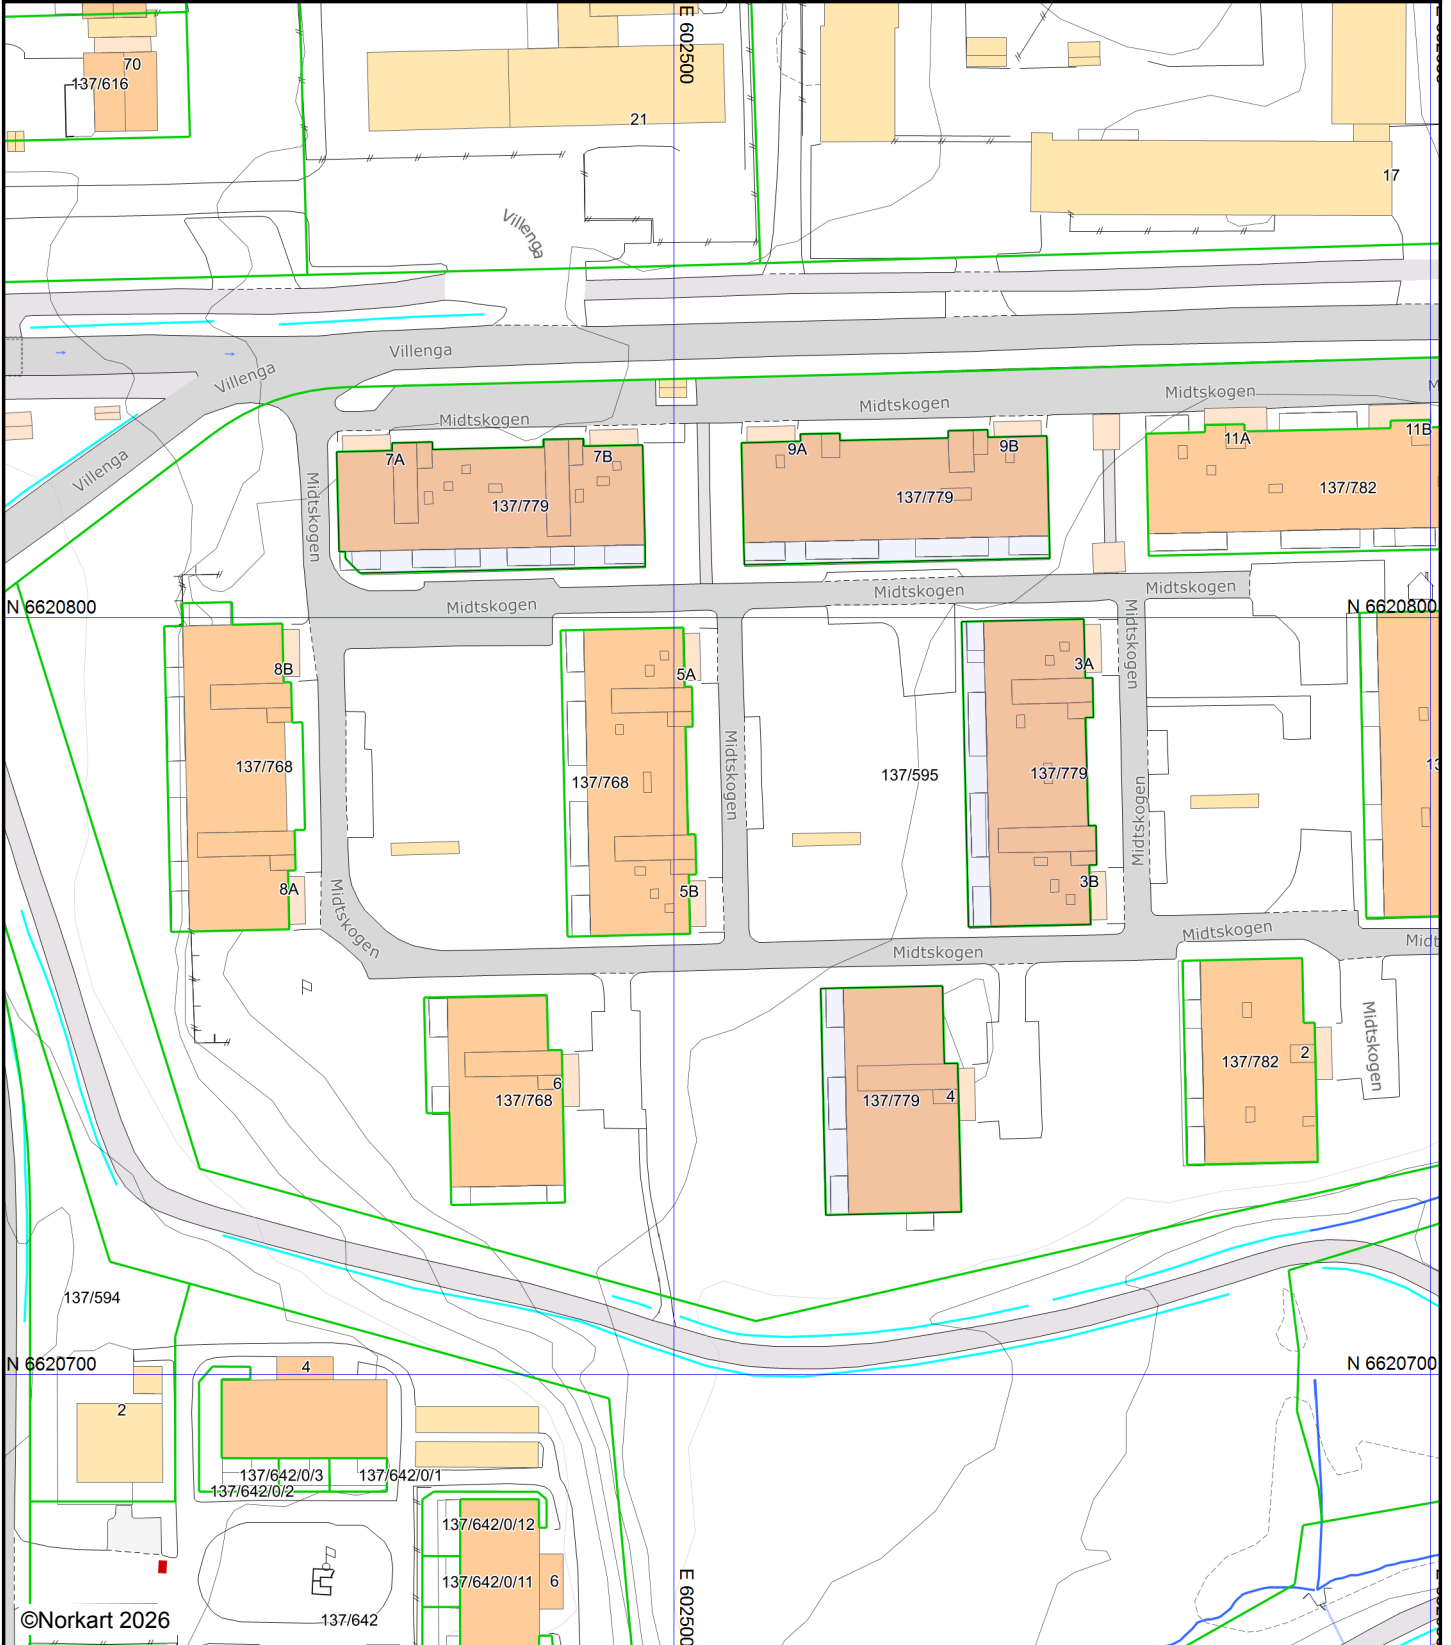 70
137/616
E 602500
21
17
Villenga
Villenga
Villenga
Villenga
Midtskogen
Midtskogen
Midtskogen
7A
7B
9A
9B
11A
11B
137/779
137/779
137/782
Midtskogen
Midtskogen
Midtskogen
Midtskogen
N 6620800
N 6620800
Midtskogen
8B
5A
3A
137/768
137/768
Midtskogen
137/595
137/779
Midtskogen
8A
5B
3B
Midtskogen
Midtskogen
Midtskogen
6
137/768
4
137/779
2
137/782
Midtskogen
137/594
N 6620700
N 6620700
4
2
137/642/0/3
137/642/0/1
137/642/0/2
137/642/0/12
137/642/0/11
6
E 602500
©Norkart 2026
137/642